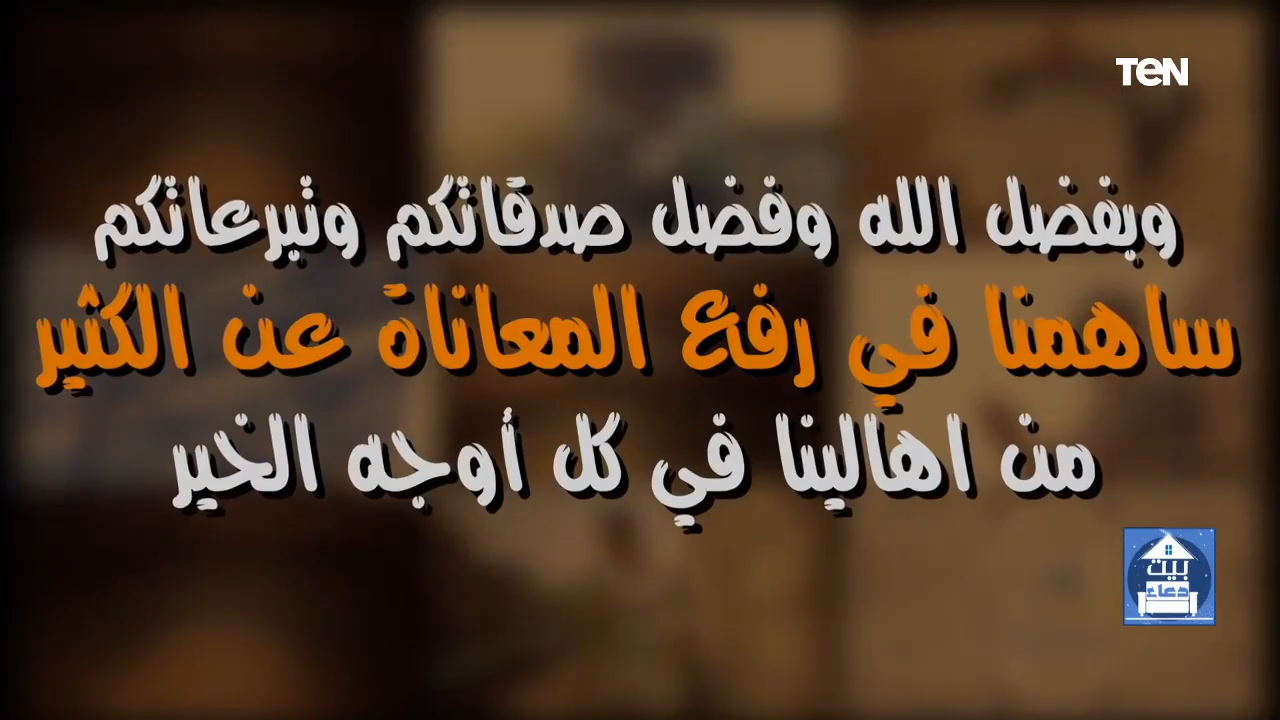 TEN
وبفضل الله وفضل صدقاتكم وتبرعاتكم
ساهمنا في رفع المعاناة عن الكثير
من اهالينا في كل أوجه الخير
بيت
دعاء